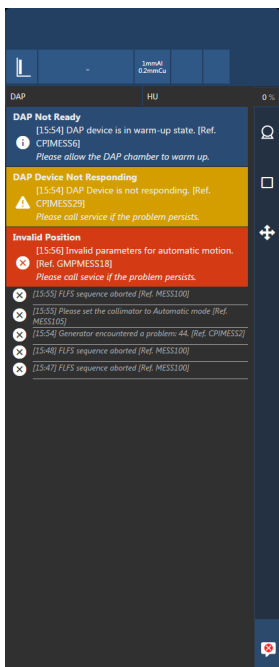 1mmAl
0.2mmCu
-
DAP HU 0 %
DAP Not Ready
[15:54] DAP device is in warm-up state. [Ref.
CPIMESS6]
Please allow the DAP chamber to warm up.
DAP Device Not Responding
[15:54] DAP Device is not responding. [Ref.
CPIMESS29]
Please call service if the problem persists.
Invalid Position
[15:56] Invalid parameters for automatic motion.
[Ref. GMPMESS18]
Please call sevice if the problem persists.
[15:55] FLFS sequence aborted [Ref. MESS100]
[15:55] Please set the collimator to Automatic mode [Ref.
MESS105]
[15:54] Generator encountered a problem: 44. [Ref. CPIMESS2]
[15:48] FLFS sequence aborted [Ref. MESS100]
[15:47] FLFS sequence aborted [Ref. MESS100]